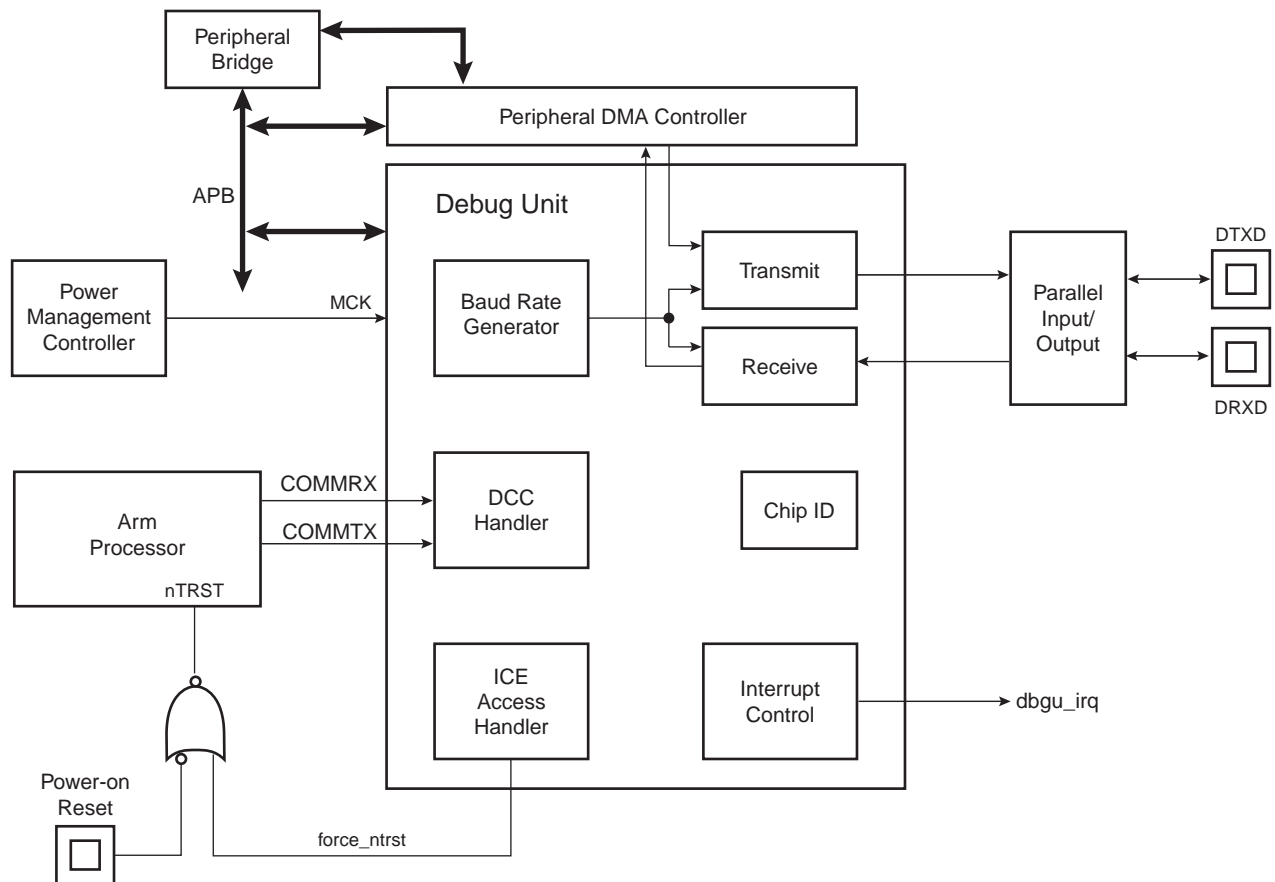 Peripheral
Bridge
Peripheral DMA Controller
APB
Debug Unit
DTXD
Transmit
Power
Management
Controller
MCK
Baud Rate
Generator
Parallel
Input/
Output
Receive
DRXD
COMMRX
DCC
Handler
Chip ID
Arm
Processor
COMMTX
nTRST
ICE
Access
Handler
Interrupt
Control
dbgu_irq
Power-on
Reset
force_ntrst